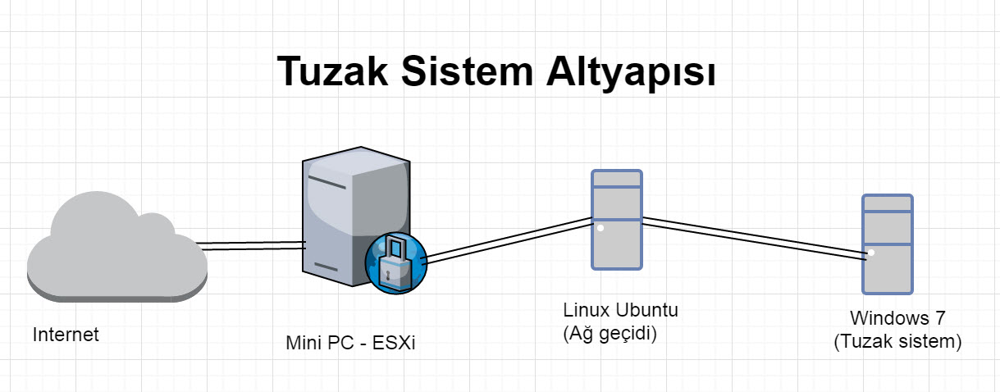 Tuzak Sistem Altyapısı
Internet
Mini PC - ESXi
Linux Ubuntu
(Ağ geçidi)
Windows 7
(Tuzak sistem)